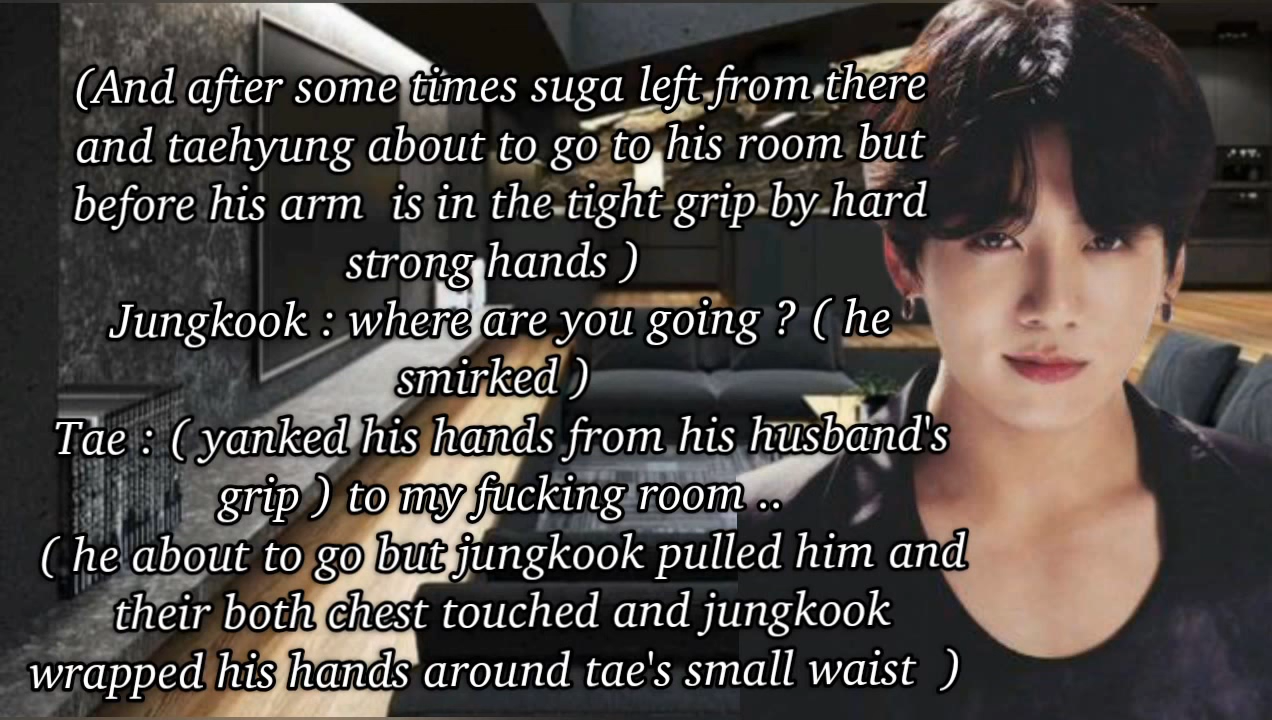 (And after some times suga left from there
and taehyung about to go to his room but
before his arm  is in the tight grip by hard
strong hands )
Jungkook : where are you going ? ( he
smirked )
Tae : ( yanked his hands from his husband's
grip ) to my fucking room ..
( he about to go but jungkook pulled him and
their both chest touched and jungkook
wrapped his hands around tae's small waist  )